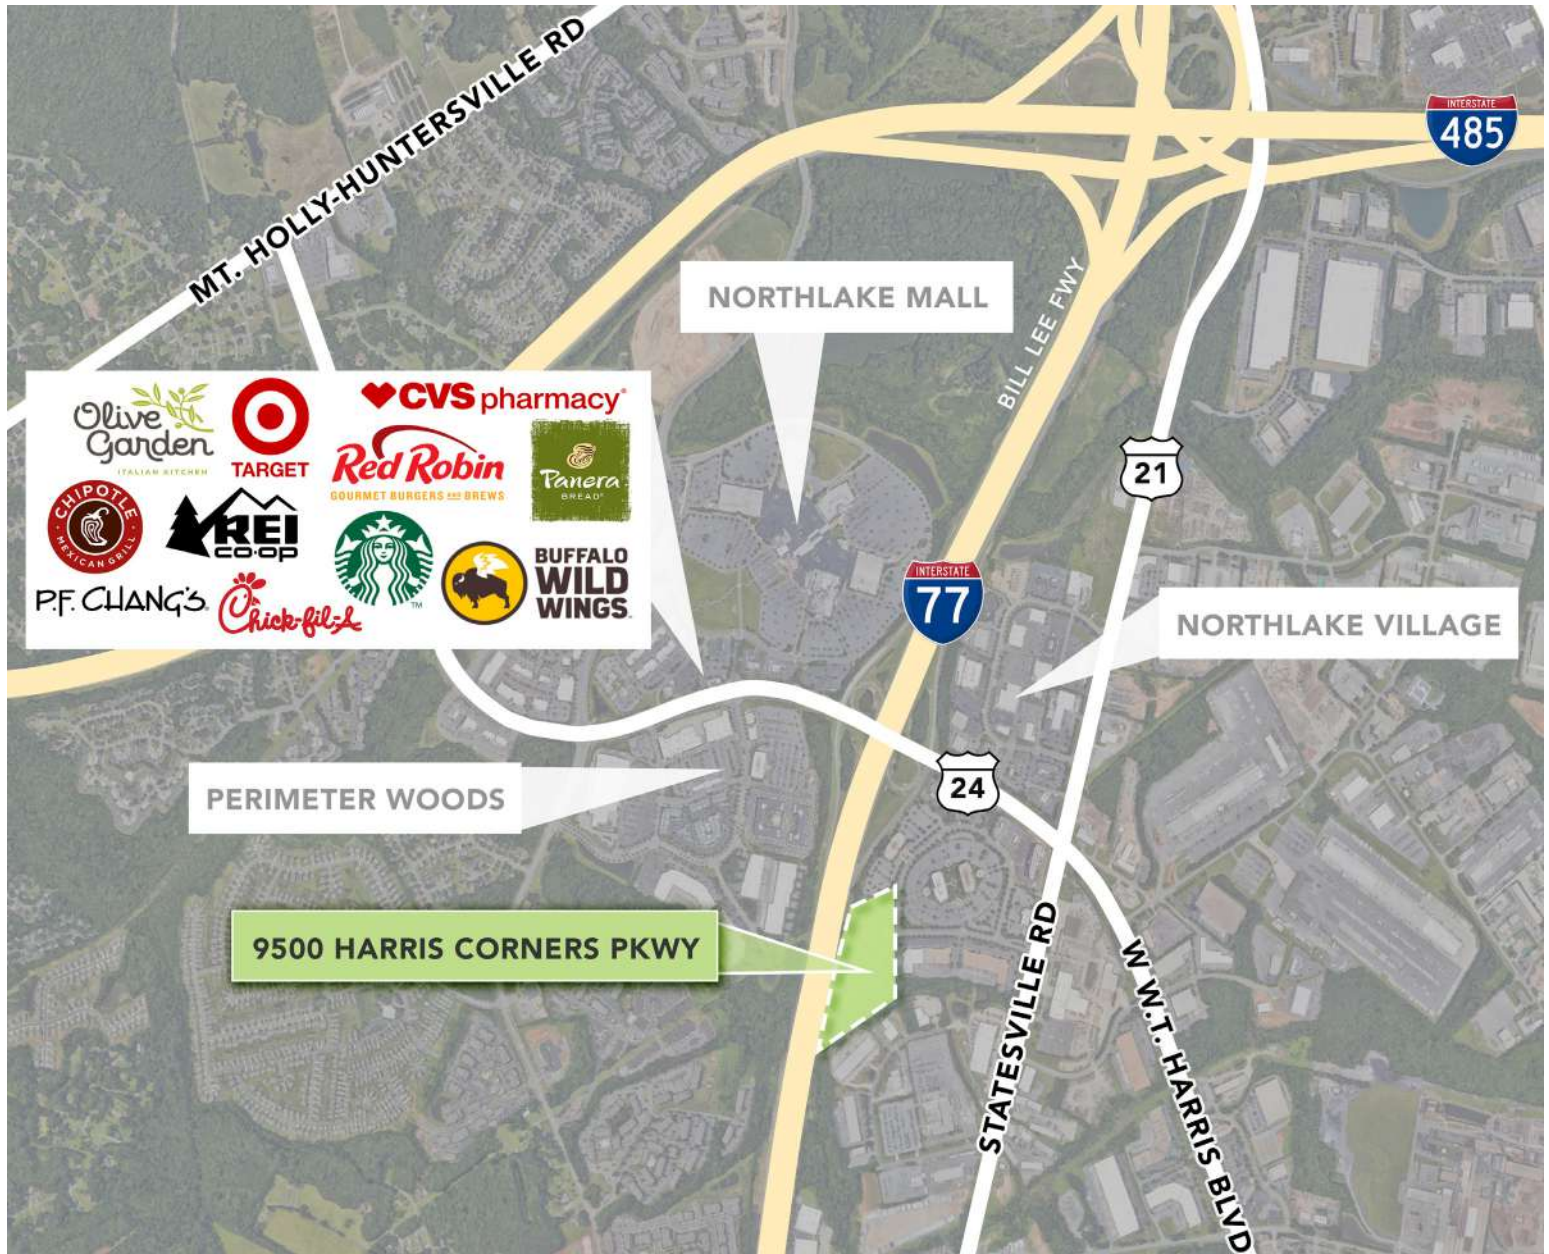 MT. HOLLY-HUNTERSVILLE RD
INTERSTATE
485
BILL LEE FWY
NORTHLAKE MALL
Olive
Garden
ITALIAN KITCHEN
TARGET
CVS pharmacy®
Red Robin
GOURMET BURGERS AND BREWS
Panera
BREAD®
CHIPOTLE
MEXICAN GRILL
REI
CO·OP
TM
BUFFALO
WILD
WINGS
P.F. CHANG'S
Chick-fil-A
21
INTERSTATE
77
NORTHLAKE VILLAGE
24
PERIMETER WOODS
9500 HARRIS CORNERS PKWY
STATESVILLE RD
W W.T. HARRIS BLVD